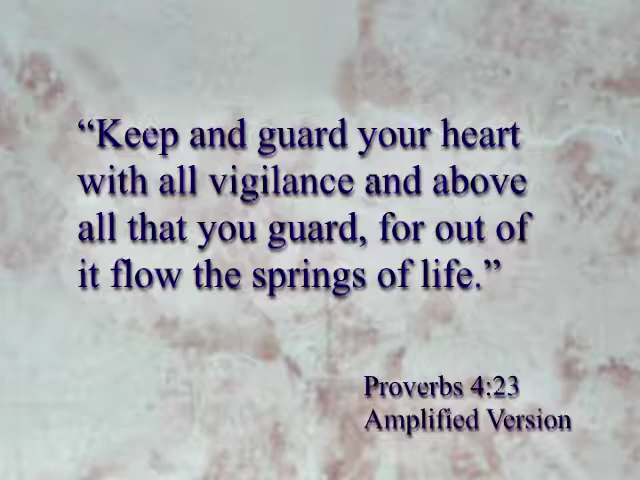 “Keep and guard your heart
with all vigilance and above
all that you guard, for out of
it flow the springs of life.”
Proverbs 4:23
Amplified Version